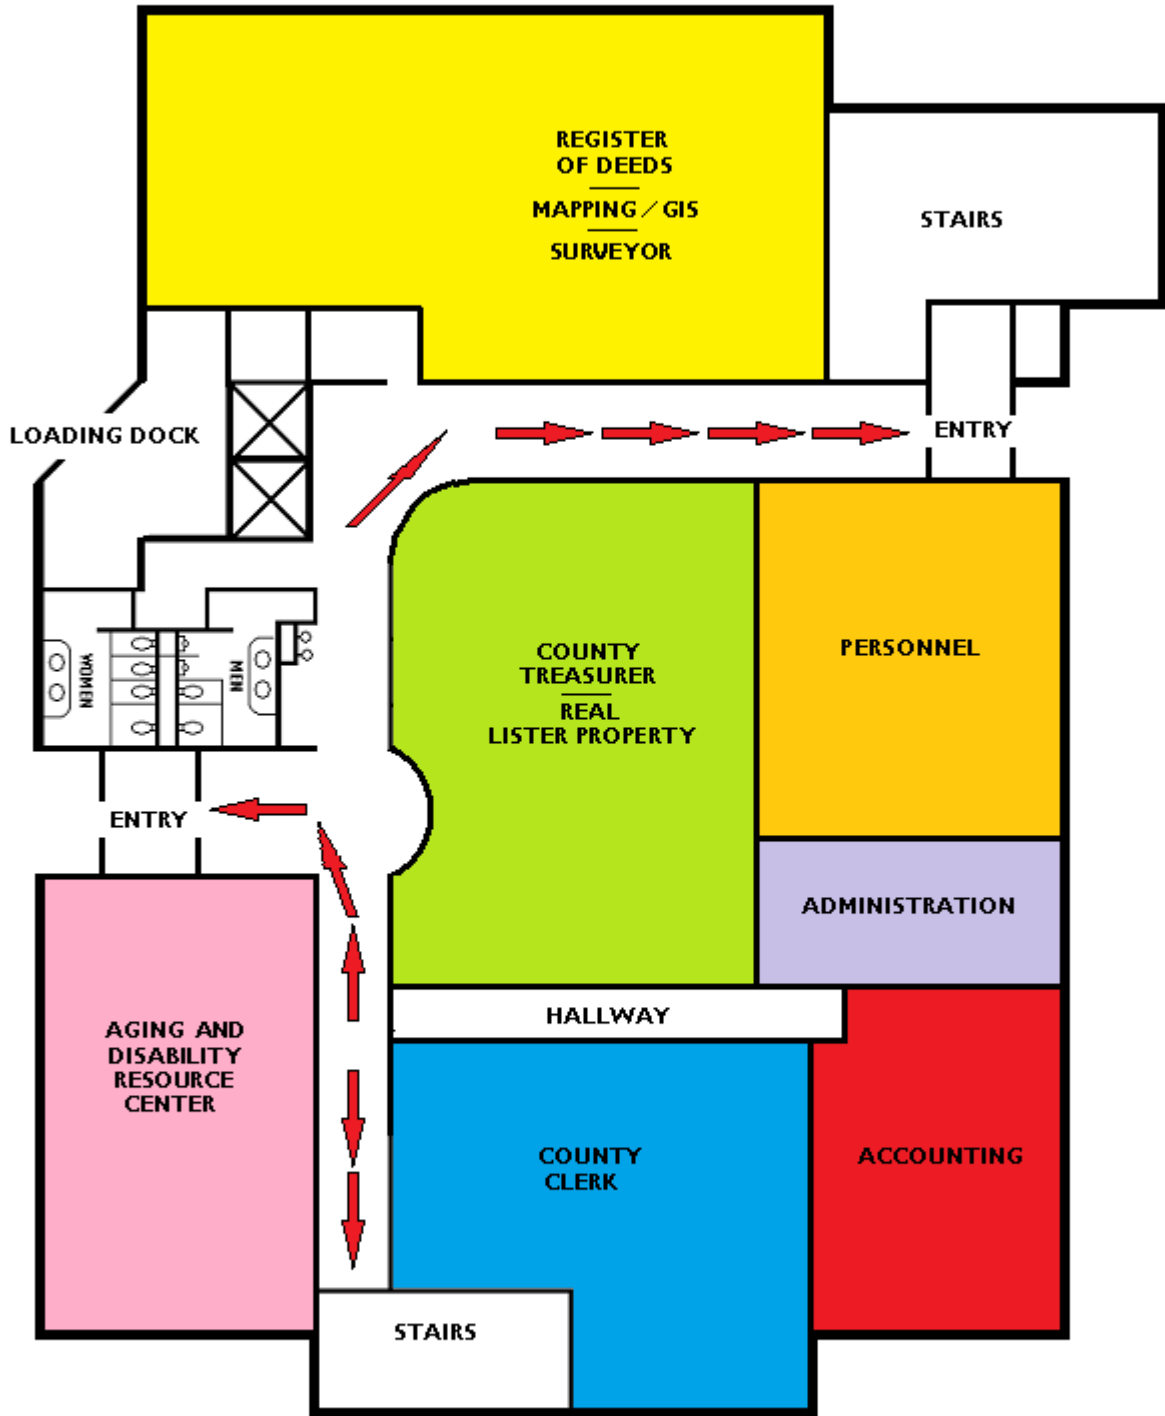 REGISTER
OF DEEDS
MAPPING / GIS
SURVEYOR
STAIRS
LOADING DOCK
ENTRY
WOMEN
MEN
COUNTY
TREASURER
REAL
LISTER PROPERTY
PERSONNEL
ENTRY
ADMINISTRATION
HALLWAY
AGING AND
DISABILITY
RESOURCE
CENTER
COUNTY
CLERK
ACCOUNTING
STAIRS